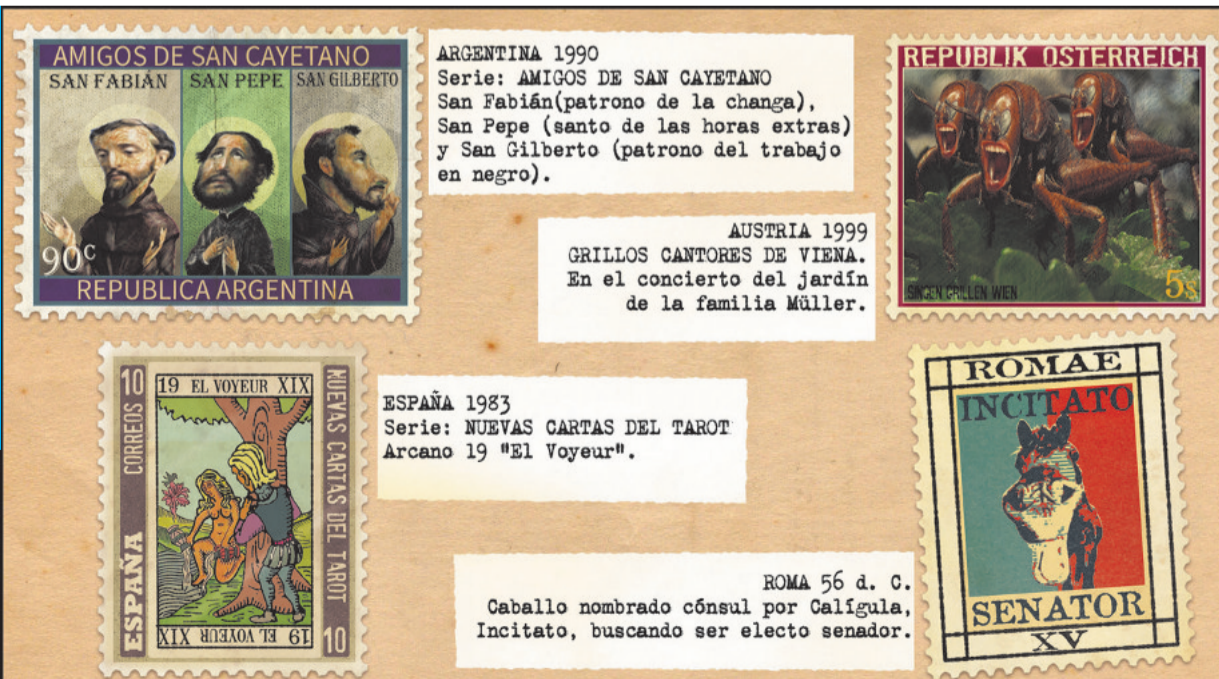 AMIGOS DE SAN CAYETANO
SAN FABIÁN
SAN PEPE
SAN GILBERTO
90c
REPUBLICA ARGENTINA
ARGENTINA 1990
Serie: AMIGOS DE SAN CAYETANO
San Fabián(patrono de la changa),
San Pepe (santo de las horas extras)
y San Gilberto (patrono del trabajo
en negro).
REPUBLIK OSTERREICH
SINGEN GRILLEN WIEN
5s
AUSTRIA 1999
GRILLOS CANTORES DE VIENA.
En el concierto del jardín
de la familia Müller.
10
CORREOS
ESPAÑA
19 EL VOYEUR XIX
19 EL VOYEUR XIX
NUEVAS CARTAS DEL TAROT
10
ESPAÑA 1983
Serie: NUEVAS CARTAS DEL TAROT
Arcano 19 "El Voyeur".
ROMAE
INCITATO
SENATOR
XV
ROMA 56 d. C.
Caballo nombrado cónsul por Calígula,
Incitato, buscando ser electo senador.